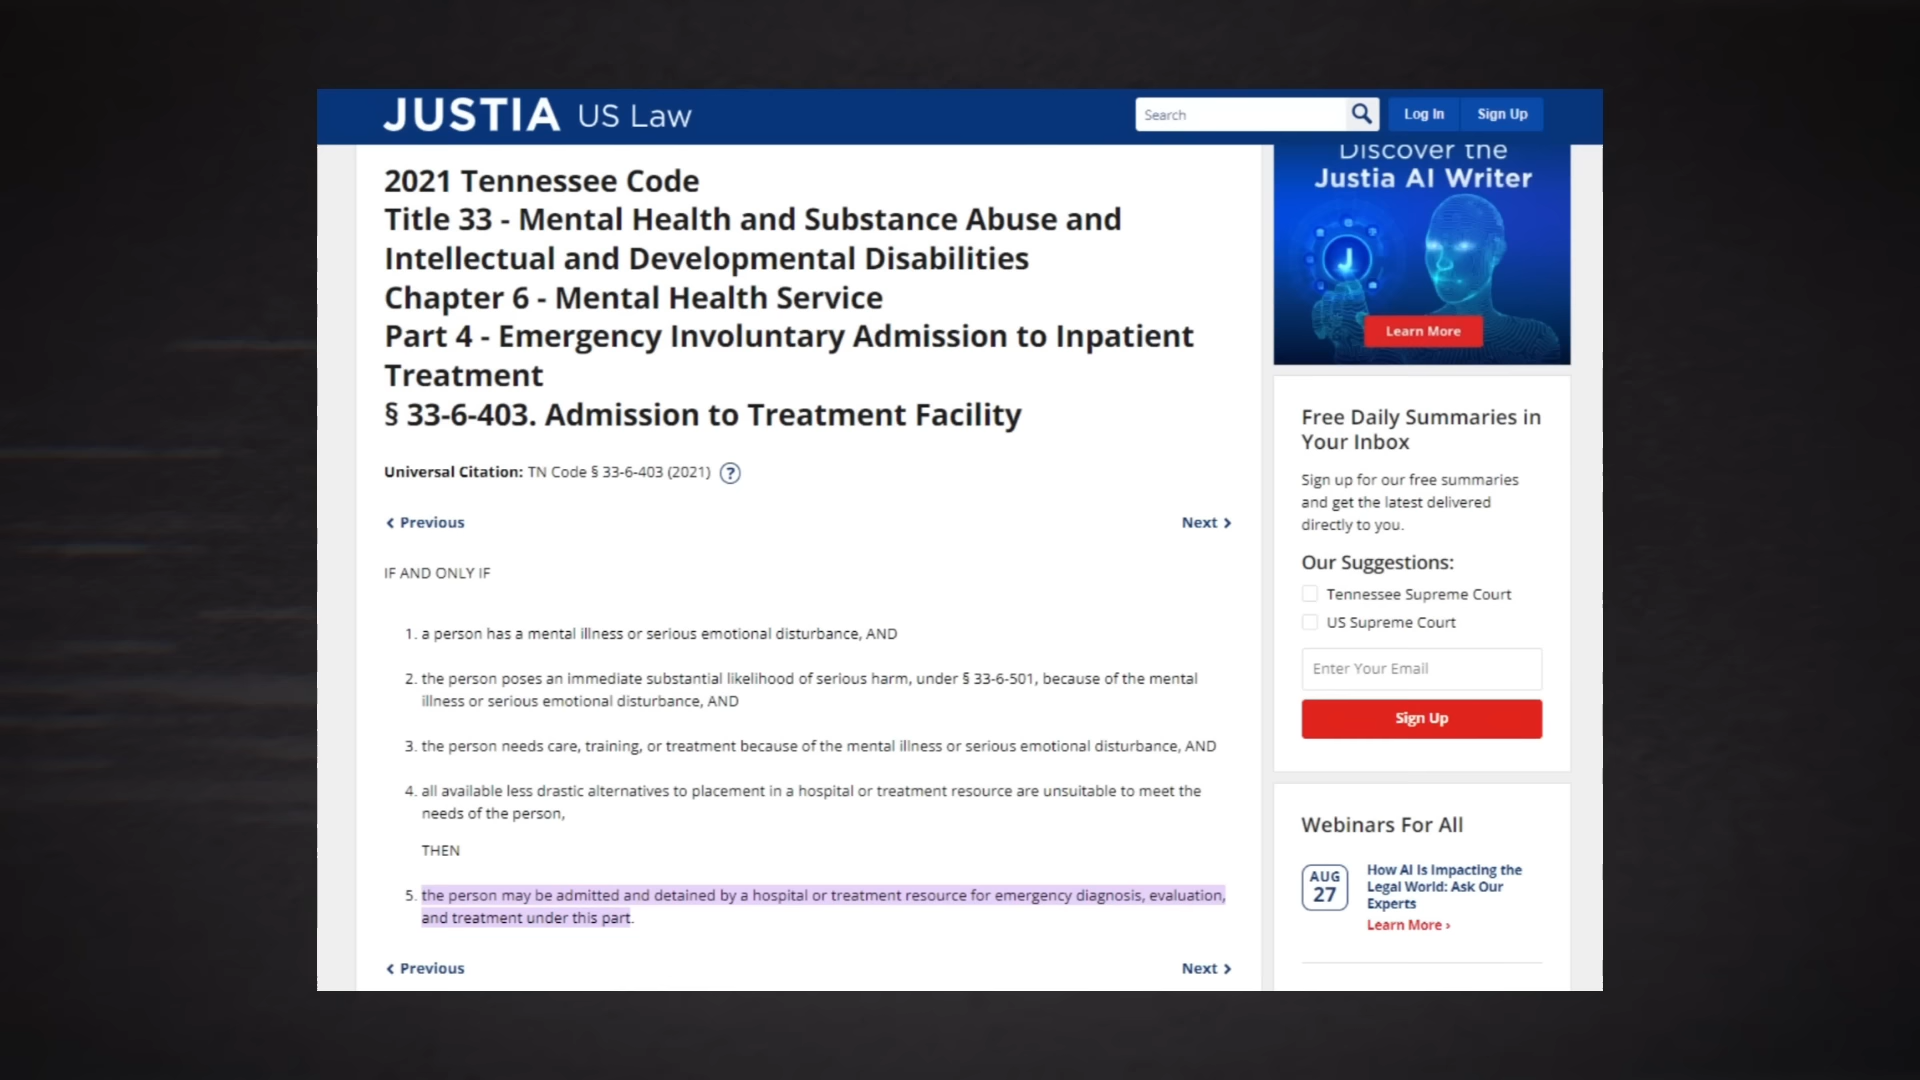 JUSTIA US Law
Search
Log In
Sign Up
2021 Tennessee Code
Title 33 - Mental Health and Substance Abuse and
Intellectual and Developmental Disabilities
Chapter 6 - Mental Health Service
Part 4 - Emergency Involuntary Admission to Inpatient
Treatment
§ 33-6-403. Admission to Treatment Facility
Universal Citation: TN Code § 33-6-403 (2021) ?
‹ Previous
Next ›
IF AND ONLY IF
1. a person has a mental illness or serious emotional disturbance, AND
2. the person poses an immediate substantial likelihood of serious harm, under § 33-6-501, because of the mental
illness or serious emotional disturbance, AND
3. the person needs care, training, or treatment because of the mental illness or serious emotional disturbance, AND
4. all available less drastic alternatives to placement in a hospital or treatment resource are unsuitable to meet the
needs of the person,
THEN
5. the person may be admitted and detained by a hospital or treatment resource for emergency diagnosis, evaluation,
and treatment under this part.
‹ Previous
Next ›
Discover the
Justia AI Writer
J
Learn More
Free Daily Summaries in
Your Inbox
Sign up for our free summaries
and get the latest delivered
directly to you.
Our Suggestions:
Tennessee Supreme Court
US Supreme Court
Enter Your Email
Sign Up
Webinars For All
AUG
27
How AI Is Impacting the
Legal World: Ask Our
Experts
Learn More ›